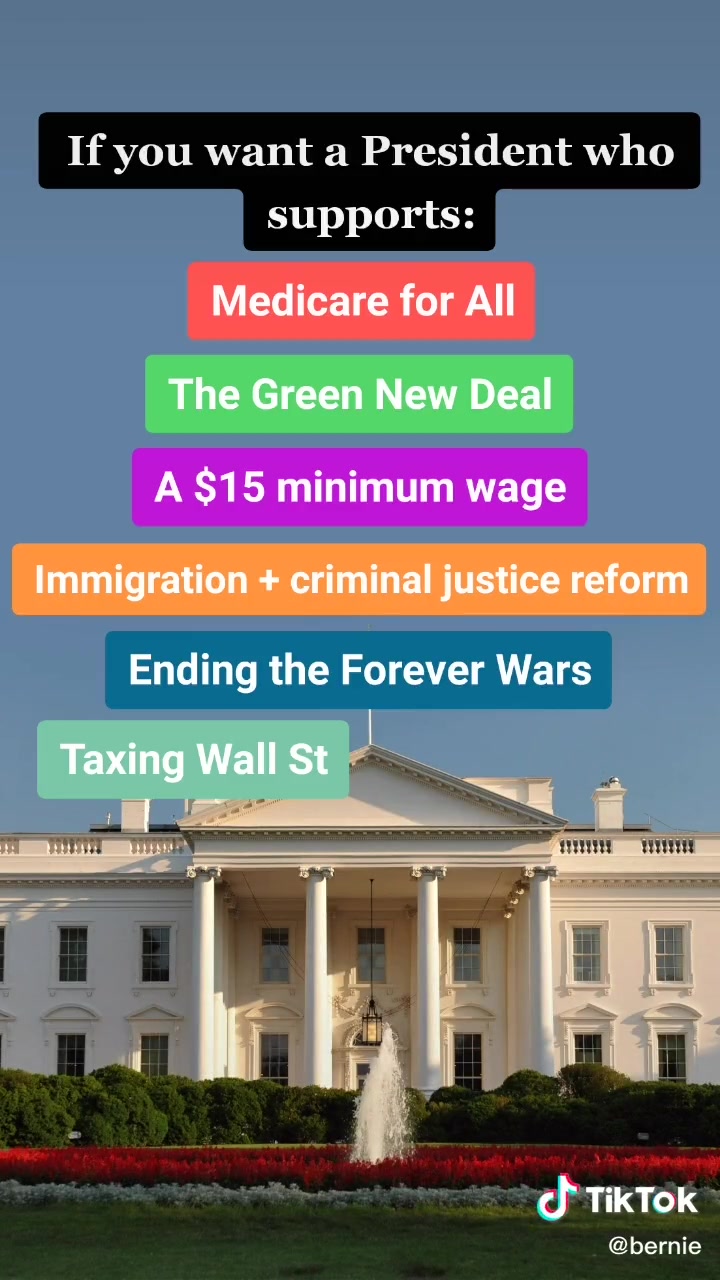 If you want a President who
supports:
Medicare for All
The Green New Deal
A $15 minimum wage
Immigration + criminal justice reform
Ending the Forever Wars
Taxing Wall St
TikTok
@bernie